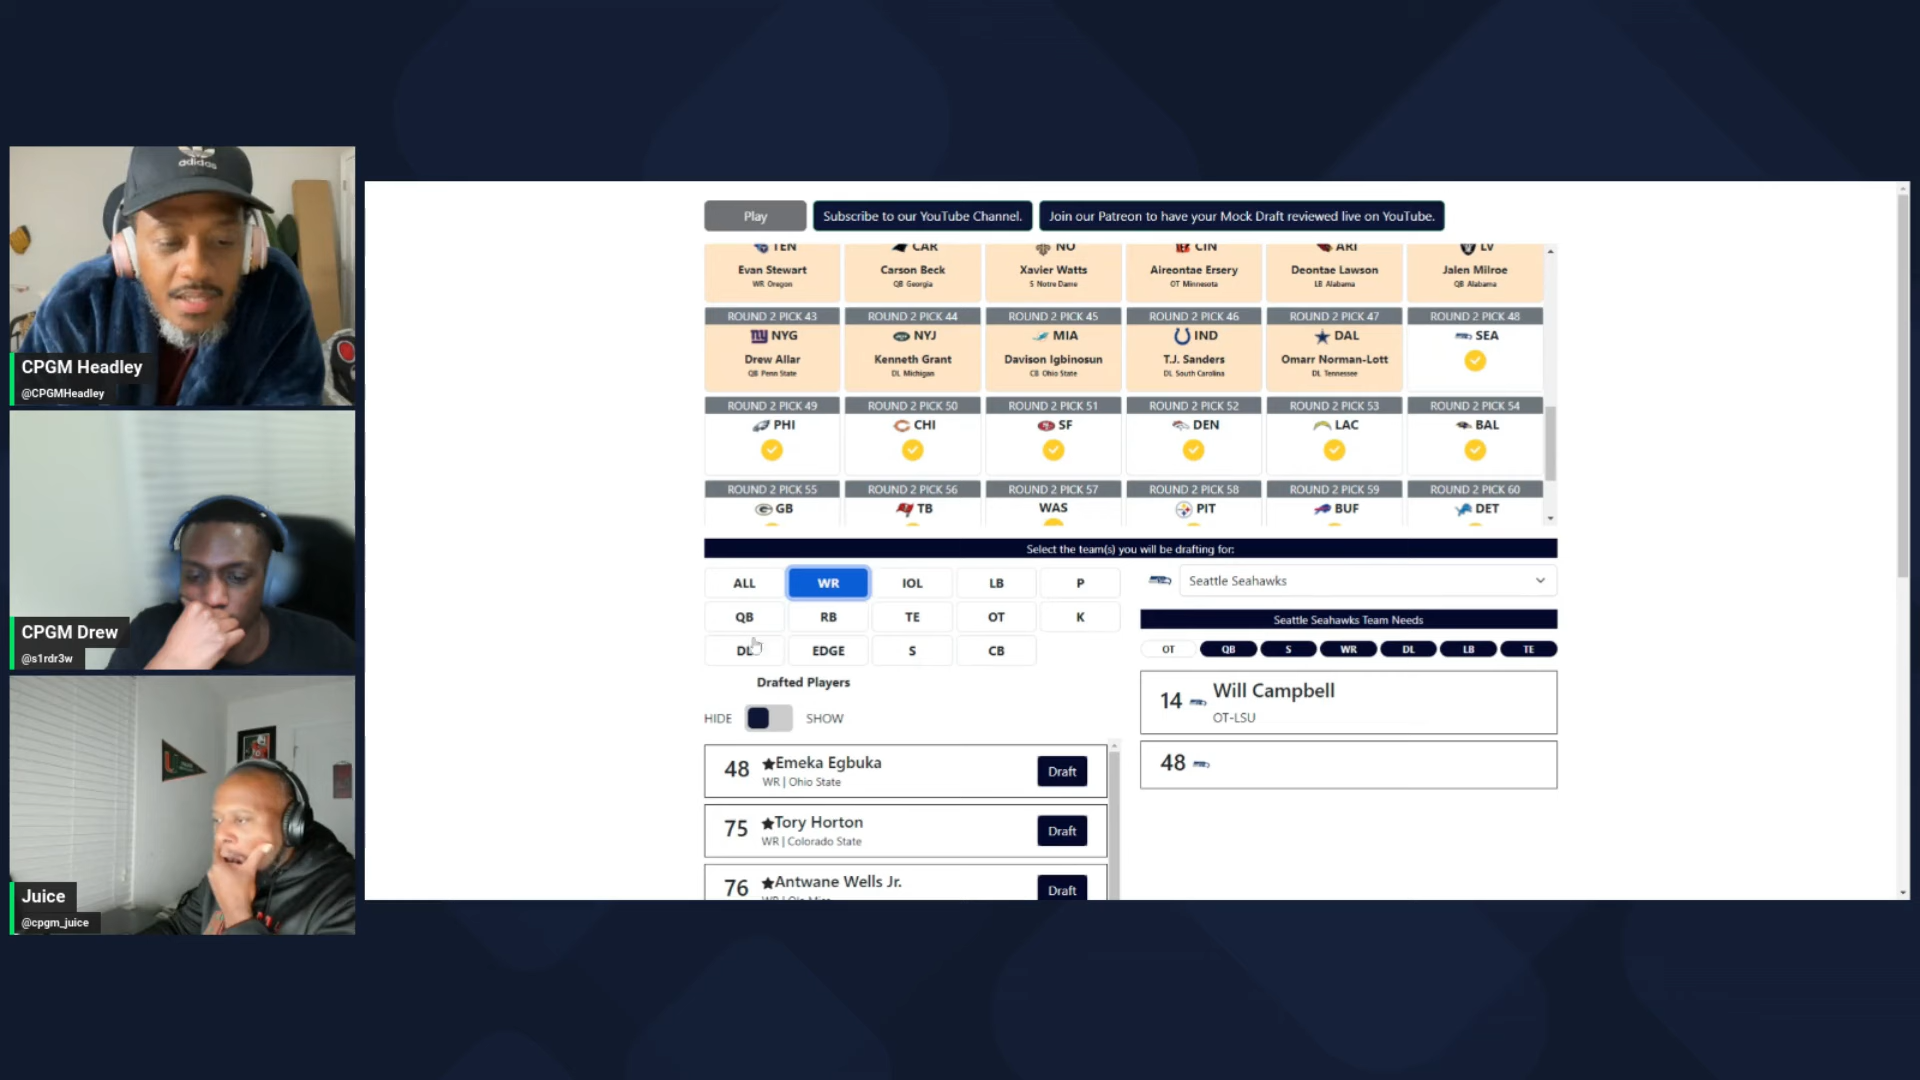 adidas
CPGM Headley
@CPGMHeadley
CPGM Drew
@s1rdr3w
Juice
@cpgm_juice
Play
Subscribe to our YouTube Channel.
Join our Patreon to have your Mock Draft reviewed live on YouTube.
TEN
CAR
NO
CIN
ARI
LV
Evan Stewart
Carson Beck
Xavier Watts
Aireontae Ersery
Deontae Lawson
Jalen Milroe
WR Oregon
QB Georgia
S Notre Dame
OT Minnesota
LB Alabama
QB Alabama
ROUND 2 PICK 43
ROUND 2 PICK 44
ROUND 2 PICK 45
ROUND 2 PICK 46
ROUND 2 PICK 47
ROUND 2 PICK 48
NYG
NYJ
MIA
IND
DAL
SEA
Drew Allar
Kenneth Grant
Davison Igbinosun
T.J. Sanders
Omarr Norman-Lott
QB Penn State
DL Michigan
CB Ohio State
DL South Carolina
DL Tennessee
ROUND 2 PICK 49
ROUND 2 PICK 50
ROUND 2 PICK 51
ROUND 2 PICK 52
ROUND 2 PICK 53
ROUND 2 PICK 54
PHI
CHI
SF
DEN
LAC
BAL
ROUND 2 PICK 55
ROUND 2 PICK 56
ROUND 2 PICK 57
ROUND 2 PICK 58
ROUND 2 PICK 59
ROUND 2 PICK 60
GB
TB
WAS
PIT
BUF
DET
Select the team(s) you will be drafting for:
ALL
WR
IOL
LB
P
QB
RB
TE
OT
K
DL
EDGE
S
CB
Drafted Players
HIDE
SHOW
48 ★Emeka Egbuka
WR | Ohio State
Draft
75 ★Tory Horton
WR | Colorado State
Draft
76 ★Antwane Wells Jr.
Draft
Seattle Seahawks
Seattle Seahawks Team Needs
OT
QB
S
WR
DL
LB
TE
14 Will Campbell
OT-LSU
48